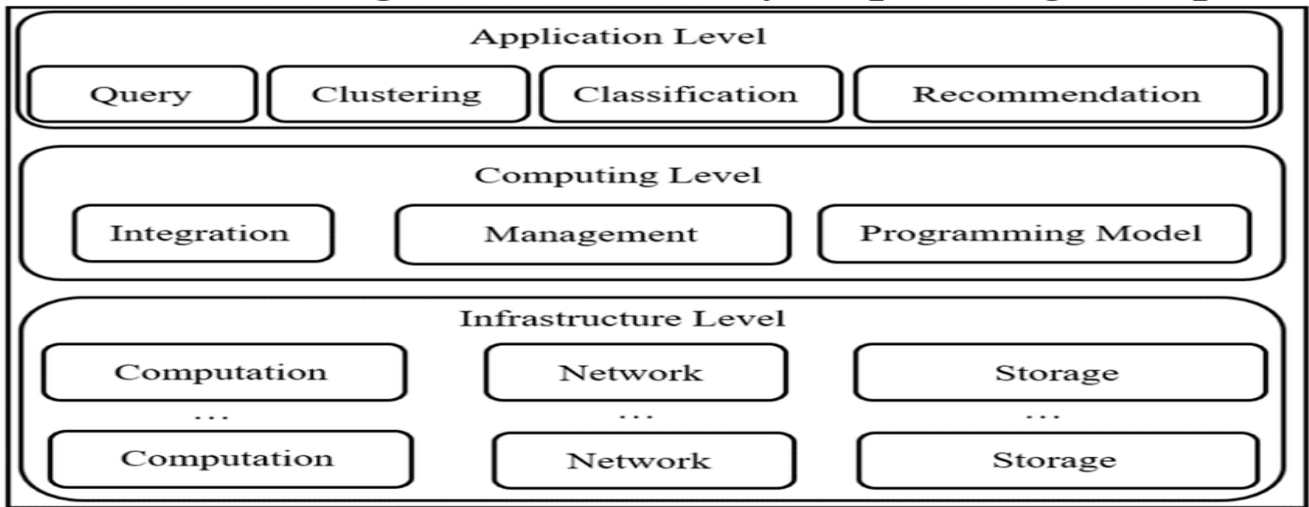 Application Level
Query Clustering Classification Recommendation
Computing Level
Integration Management Programming Model
Infrastructure Level
Computation Network Storage
... ... ...
Computation Network Storage